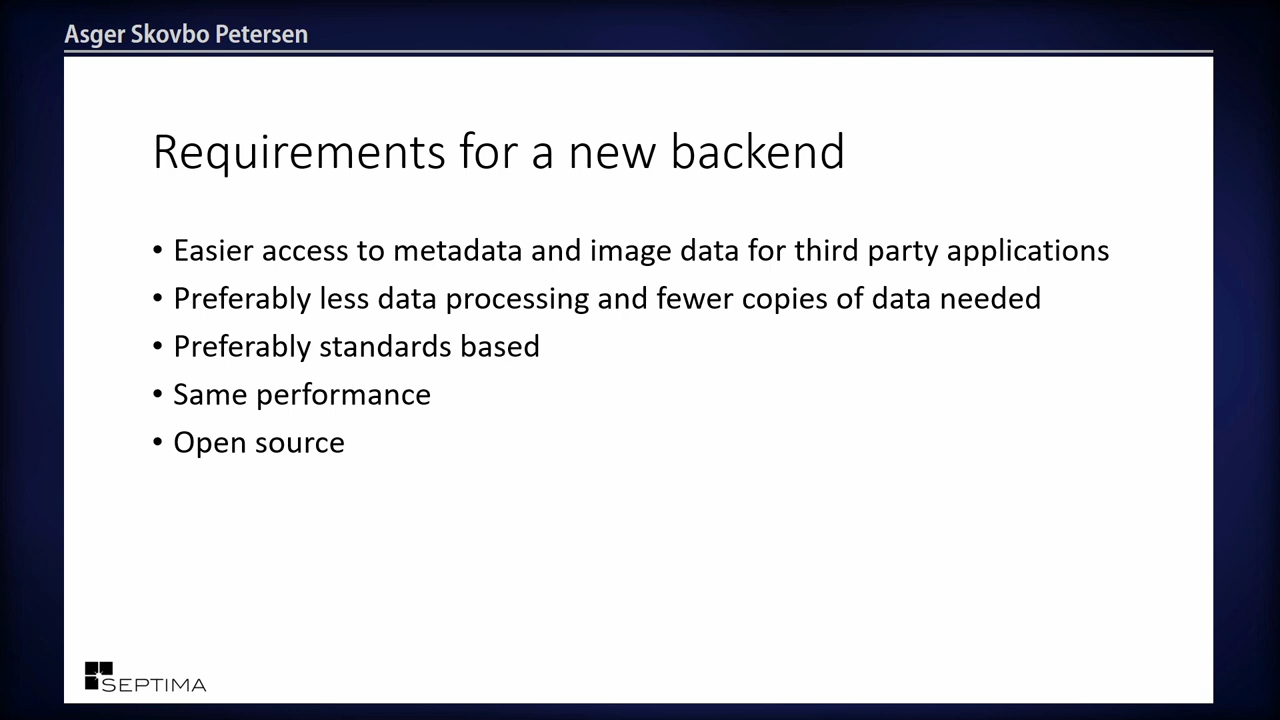 Asger Skovbo Petersen
Requirements for a new backend
• Easier access to metadata and image data for third party applications
• Preferably less data processing and fewer copies of data needed
• Preferably standards based
• Same performance
• Open source
SEPTIMA